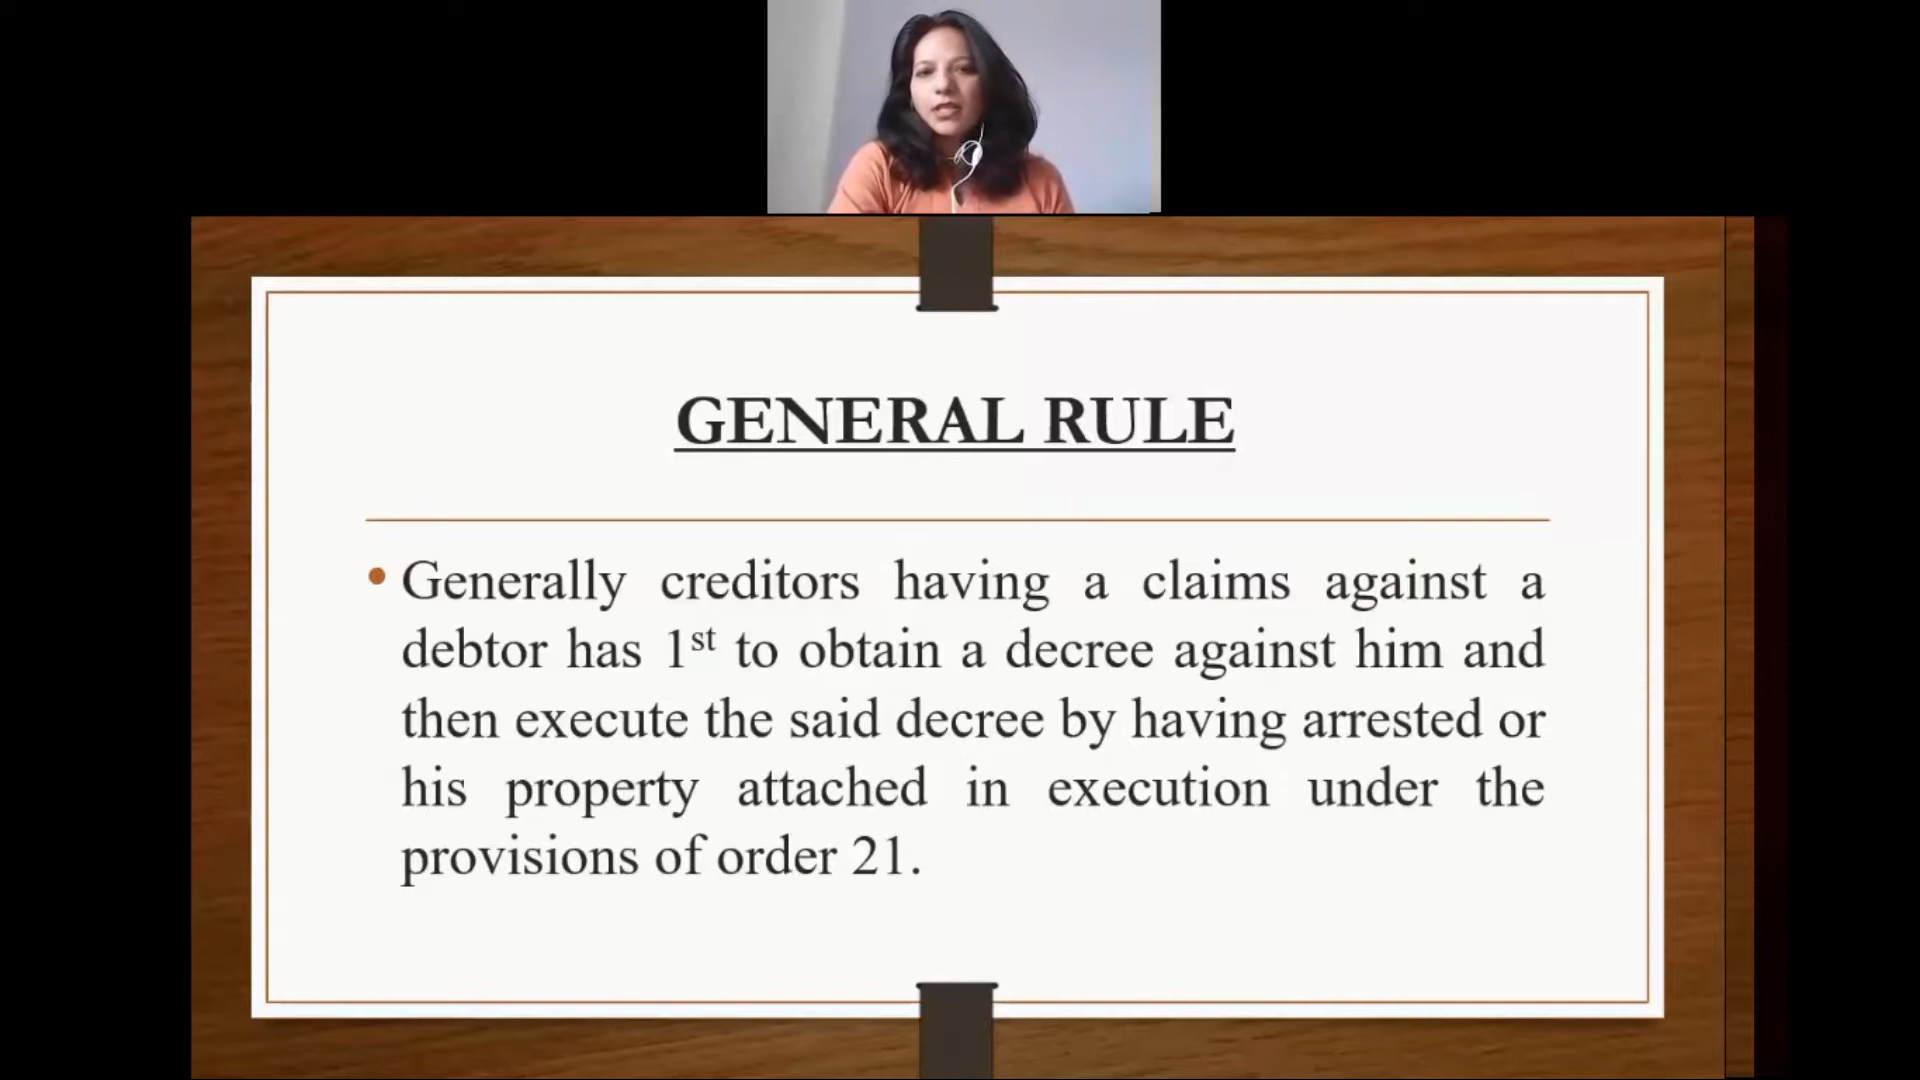 GENERAL RULE
• Generally creditors having a claims against a
debtor has 1st to obtain a decree against him and
then execute the said decree by having arrested or
his property attached in execution under the
provisions of order 21.